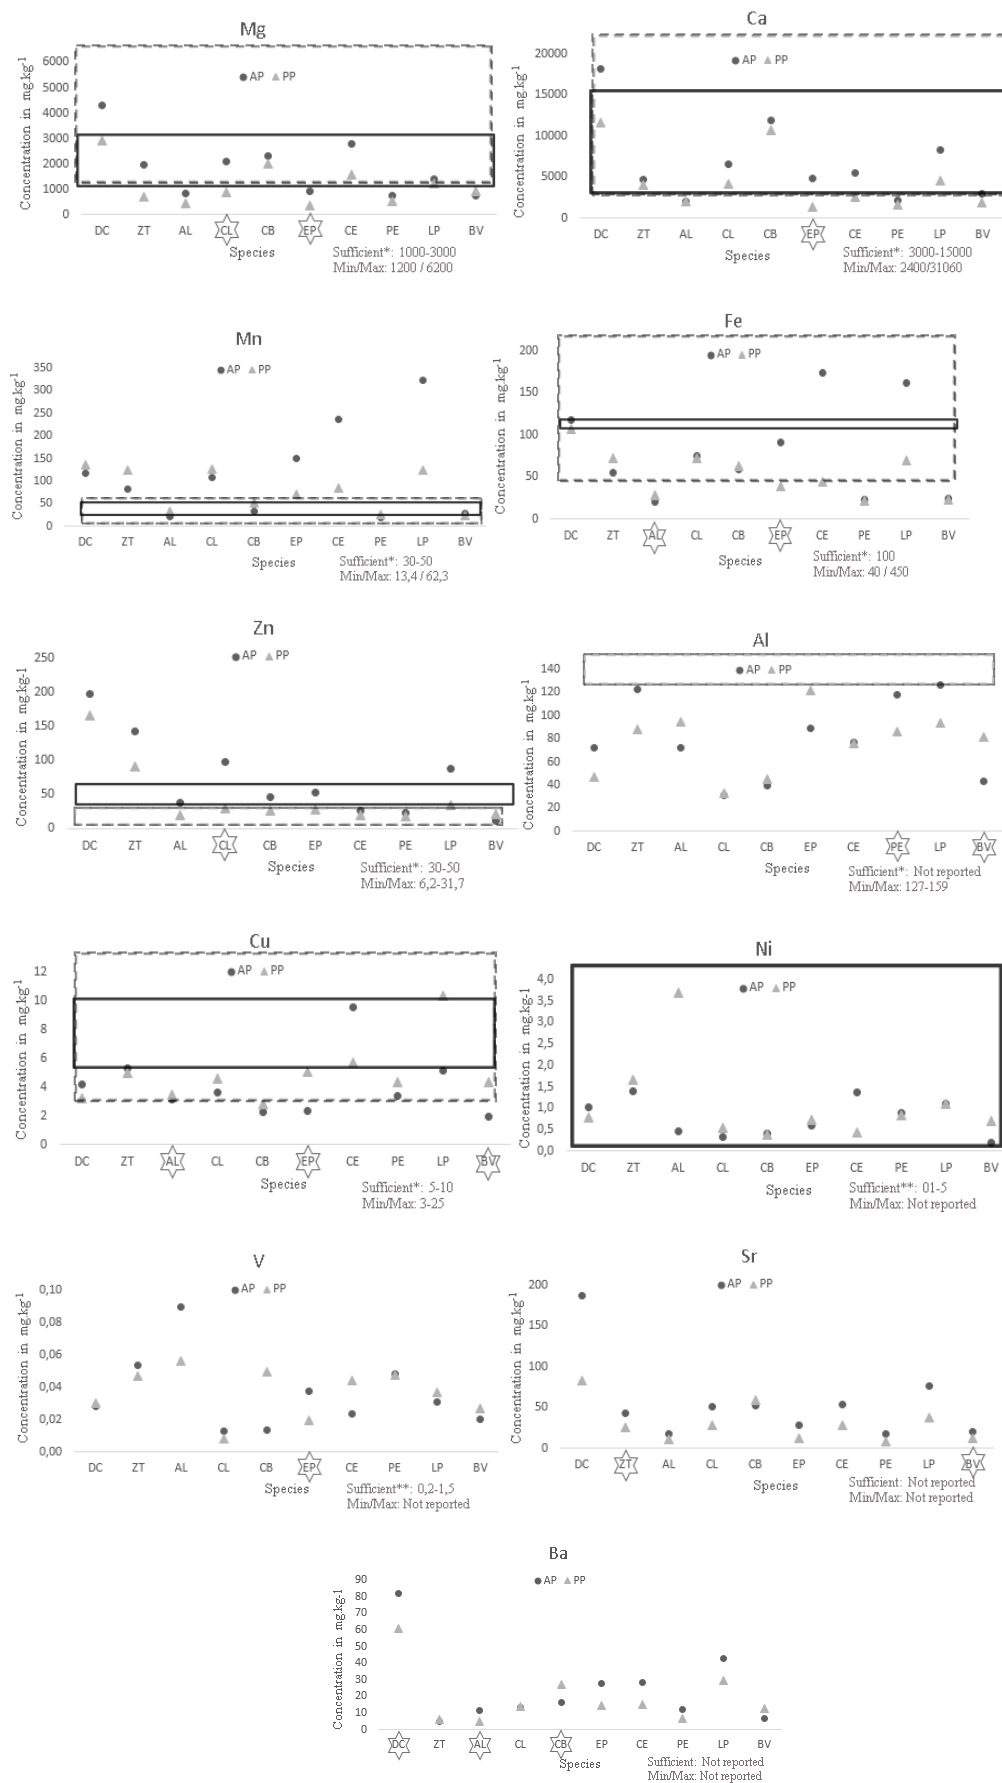 Mg
Concentration in mg.kg-1
6000
5000
4000
3000
2000
1000
0
AP PP
DC ZT AL CL CB EP CE PE LP BV
Species
Sufficient*: 1000-3000
Min/Max: 1200 / 6200
Ca
Concentration in mg.kg-1
20000
15000
10000
5000
0
AP PP
DC ZT AL CL CB EP CE PE LP BV
Species
Sufficient*: 3000-15000
Min/Max: 2400/31060
Mn
Concentration in mg.kg-1
350
300
250
200
150
100
50
0
AP PP
DC ZT AL CL CB EP CE PE LP BV
Species
Sufficient*: 30-50
Min/Max: 13,4 / 62,3
Fe
Concentration in mg.kg-1
200
150
100
50
0
AP PP
DC ZT AL CL CB EP CE PE LP BV
Species
Sufficient*: 100
Min/Max: 40 / 450
Zn
Concentration in mg.kg-1
250
200
150
100
50
0
AP PP
DC ZT AL CL CB EP CE PE LP BV
Species
Sufficient*: 30-50
Min/Max: 6,2-31,7
Al
Concentration in mg.kg-1
140
120
100
80
60
40
20
0
AP PP
DC ZT AL CL CB EP CE PE LP BV
Species
Sufficient*: Not reported
Min/Max: 127-159
Cu
Concentration in mg.kg-1
12
10
8
6
4
2
0
AP PP
DC ZT AL CL CB EP CE PE LP BV
Species
Sufficient*: 5-10
Min/Max: 3-25
Ni
Concentration in mg.kg-1
4,0
3,5
3,0
2,5
2,0
1,5
1,0
0,5
0,0
AP PP
DC ZT AL CL CB EP CE PE LP BV
Species
Sufficient**: 01-5
Min/Max: Not reported
V
Concentration in mg.kg-1
0,10
0,08
0,06
0,04
0,02
0,00
AP PP
DC ZT AL CL CB EP CE PE LP BV
Species
Sufficient**: 0,2-1,5
Min/Max: Not reported
Sr
Concentration in mg.kg-1
200
150
100
50
0
AP PP
DC ZT AL CL CB EP CE PE LP BV
Species
Sufficient: Not reported
Min/Max: Not reported
Ba
Concentration in mg.kg-1
90
80
70
60
50
40
30
20
10
0
AP PP
DC ZT AL CL CB EP CE PE LP BV
Species
Sufficient: Not reported
Min/Max: Not reported